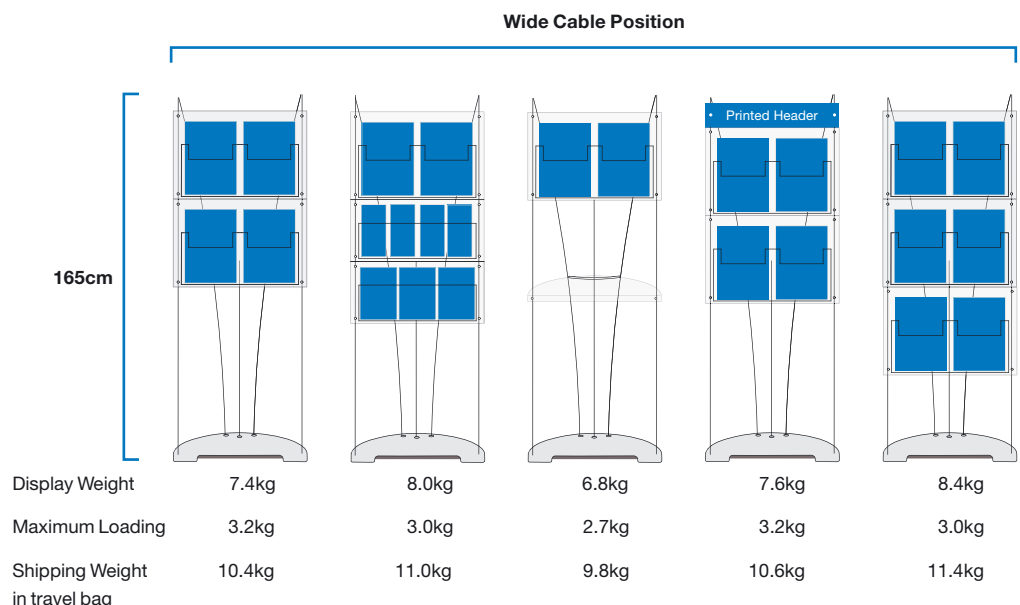 Wide Cable Position
Printed Header
165cm
Display Weight 7.4kg 8.0kg 6.8kg 7.6kg 8.4kg
Maximum Loading 3.2kg 3.0kg 2.7kg 3.2kg 3.0kg
Shipping Weight 10.4kg 11.0kg 9.8kg 10.6kg 11.4kg
in travel bag